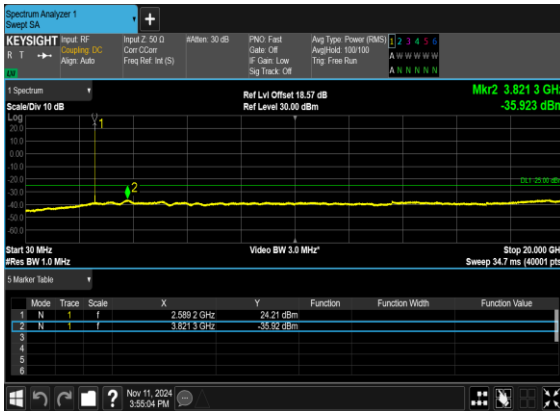 Spectrum Analyzer 1
Swept SA
+
KEYSIGHT
R T
LW
Input: RF
Coupling: DC
Align: Auto
Input Z: 50 Ω
Corr CCorr
Freq Ref: Int (S)
#Atten: 30 dB
PNO: Fast
Gate: Off
IF Gain: Low
Sig Track: Off
Avg Type: Power (RMS)
Avg|Hold: 100/100
Trig: Free Run
1 2 3 4 5 6
A W W W W W
A N N N N N
1 Spectrum
Scale/Div 10 dB
Ref Lvl Offset 18.57 dB
Ref Level 30.00 dBm
Mkr2 3.821 3 GHz
-35.923 dBm
Log
20.0
10.0
0.00
-10.0
-20.0
-30.0
-40.0
-50.0
-60.0
1
2
DL1 -25.00 dBm
Start 30 MHz
#Res BW 1.0 MHz
Video BW 3.0 MHz*
Stop 20.000 GHz
Sweep 34.7 ms (40001 pts)
5 Marker Table
Mode Trace Scale X Y Function Function Width Function Value
1 N 1 f 2.589 2 GHz 24.21 dBm
2 N 1 f 3.821 3 GHz -35.92 dBm
3
4
5
6
?
Nov 11, 2024
3:55:04 PM